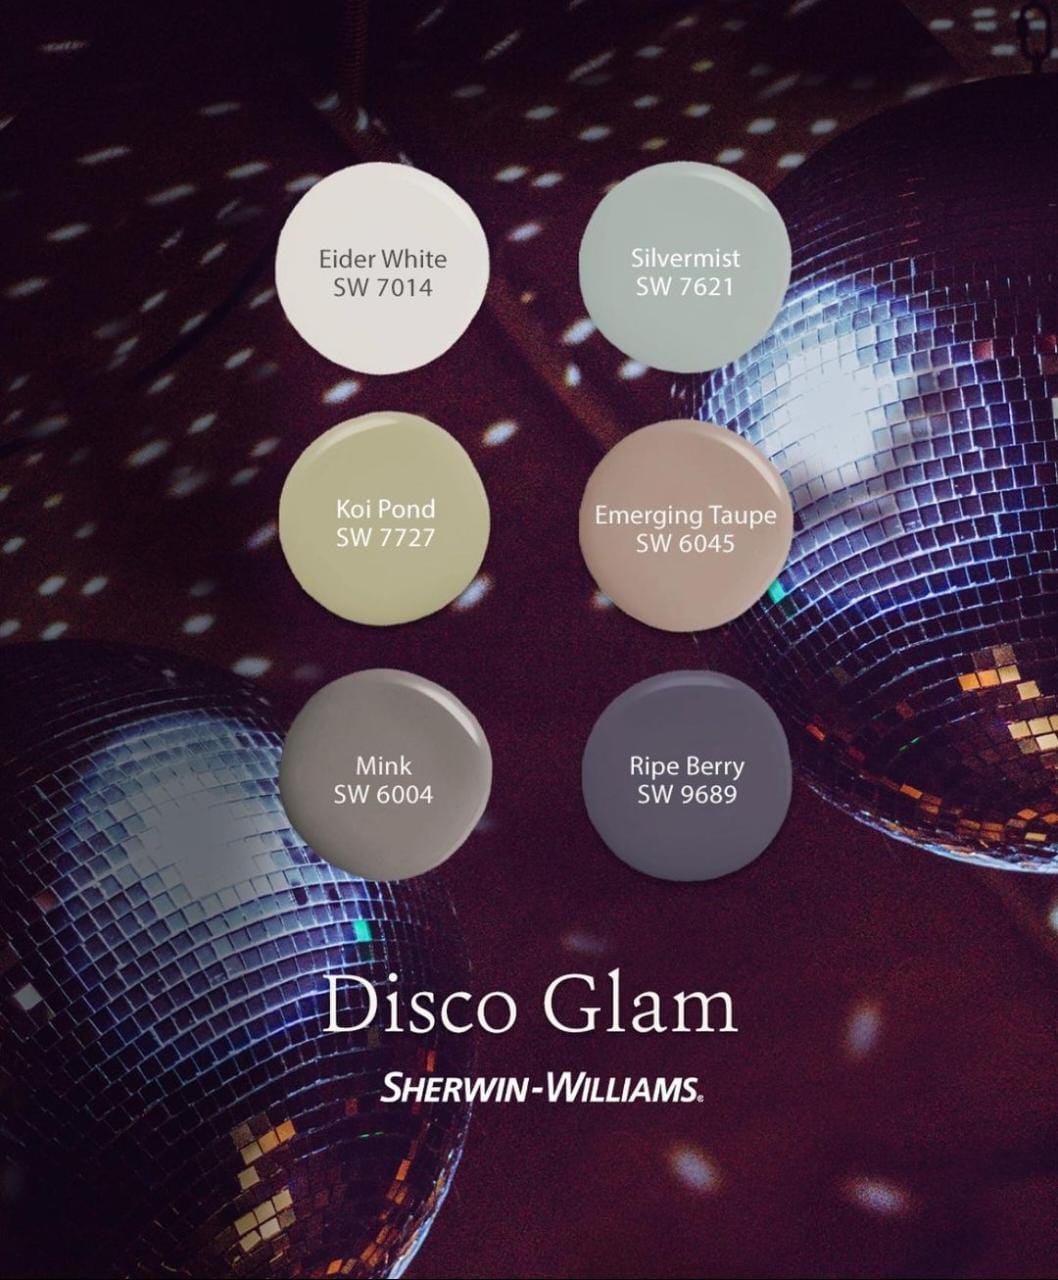 Eider White
SW 7014
Silvermist
SW 7621
Koi Pond
SW 7727
Emerging Taupe
SW 6045
Mink
SW 6004
Ripe Berry
SW 9689
Disco Glam
SHERWIN-WILLIAMS®